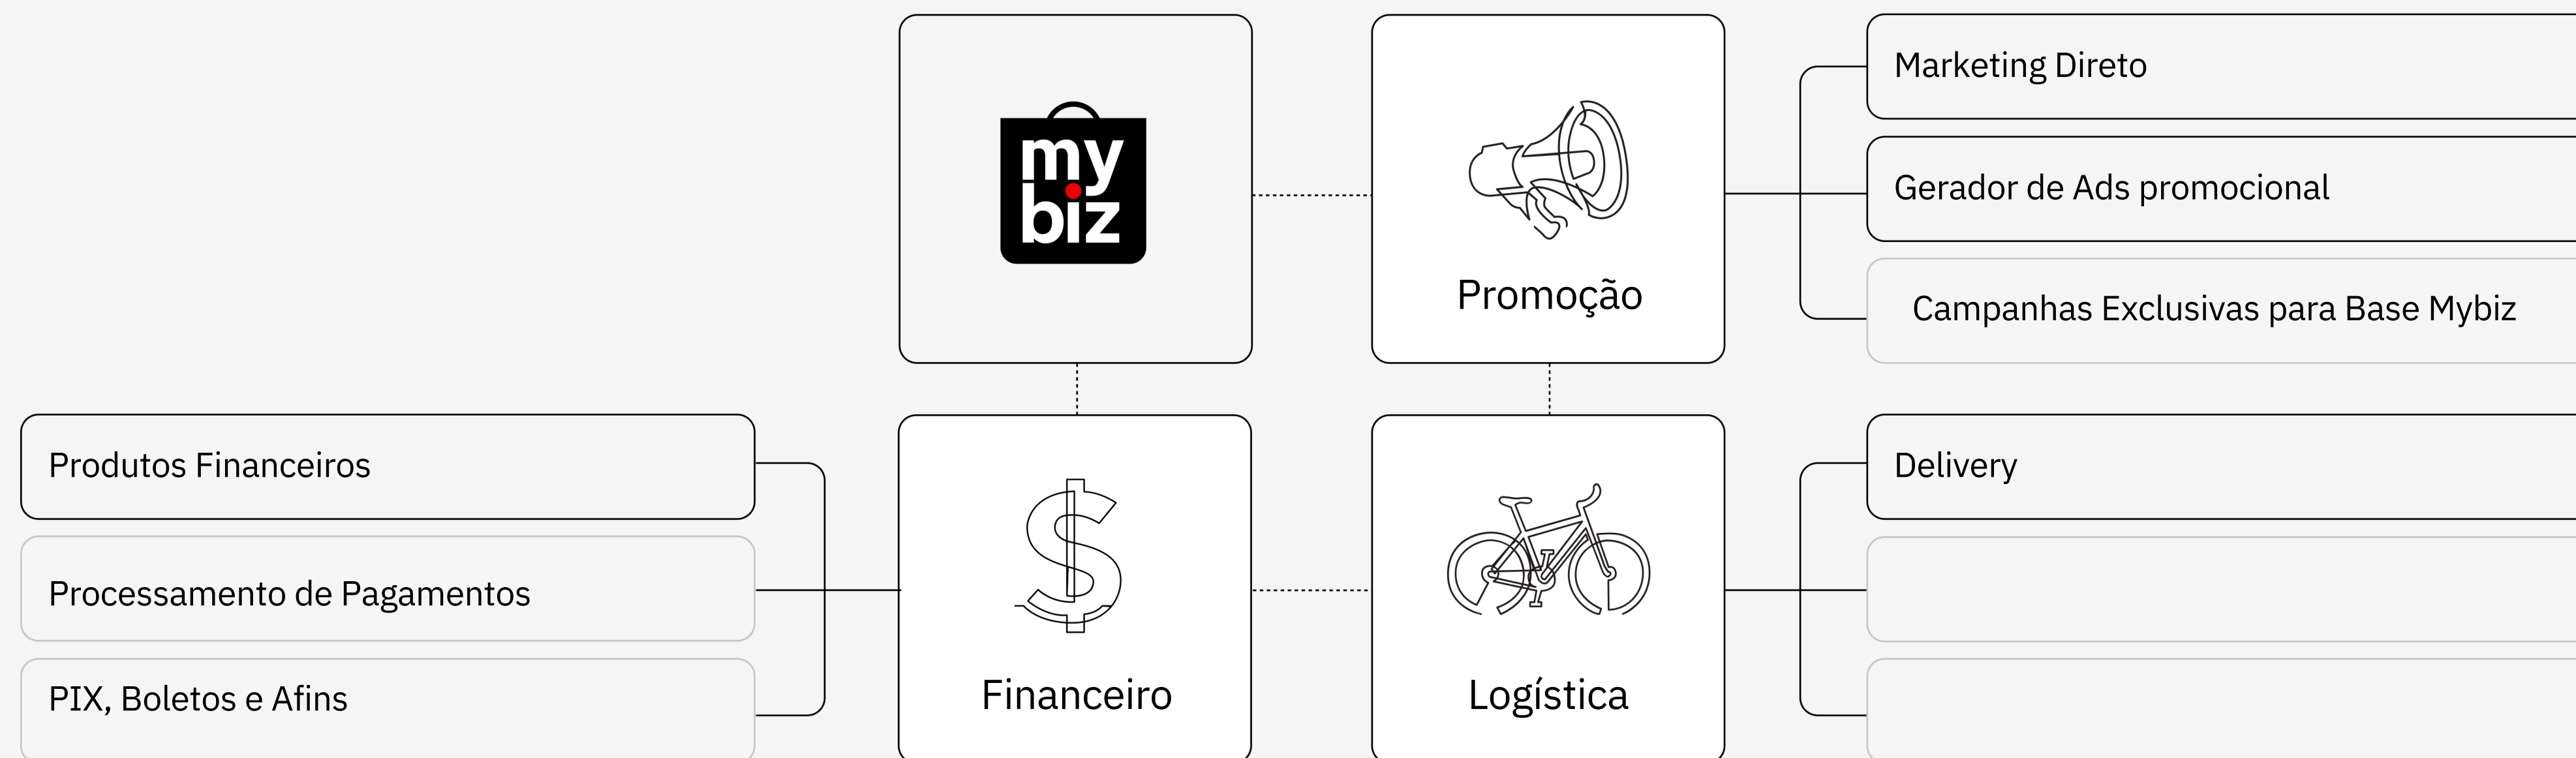 my
biz
Promoção
Marketing Direto
Gerador de Ads promocional
Campanhas Exclusivas para Base Mybiz
Produtos Financeiros
Processamento de Pagamentos
PIX, Boletos e Afins
Financeiro
Logística
Delivery